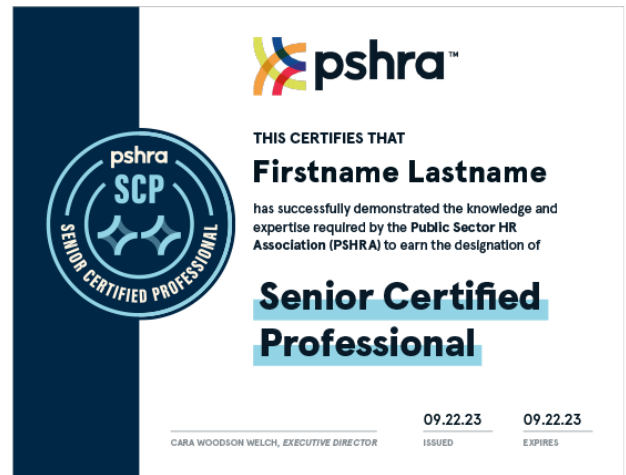 pshra™
THIS CERTIFIES THAT
Firstname Lastname
has successfully demonstrated the knowledge and
expertise required by the Public Sector HR
Association (PSHRA) to earn the designation of
pshra
SCP
SENIOR CERTIFIED PROFESSIONAL
Senior Certified
Professional
09.22.23 09.22.23
CARA WOODSON WELCH, EXECUTIVE DIRECTOR ISSUED EXPIRES